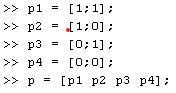 >> p1 = [1;1];
>> p2 = [1;0];
>> p3 = [0;1];
>> p4 = [0;0];
>> p = [p1 p2 p3 p4];